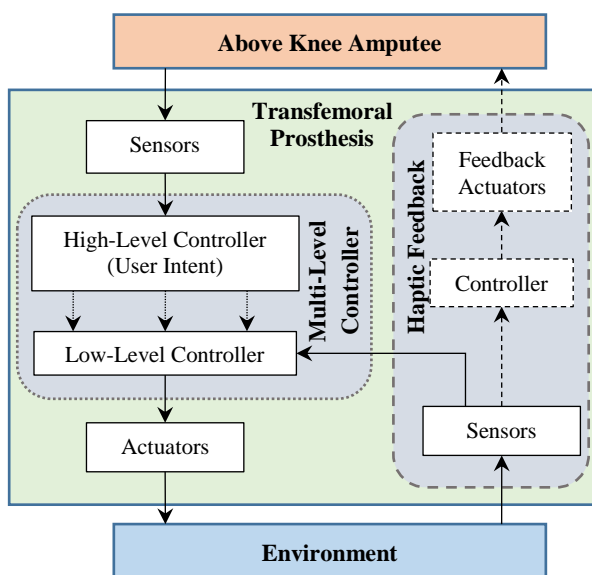 Above Knee Amputee
Transfemoral
Prosthesis
Sensors
Feedback
Actuators
High-Level Controller
(User Intent)
Multi-Level
Controller
Haptic Feedback
Controller
Low-Level Controller
Sensors
Actuators
Environment